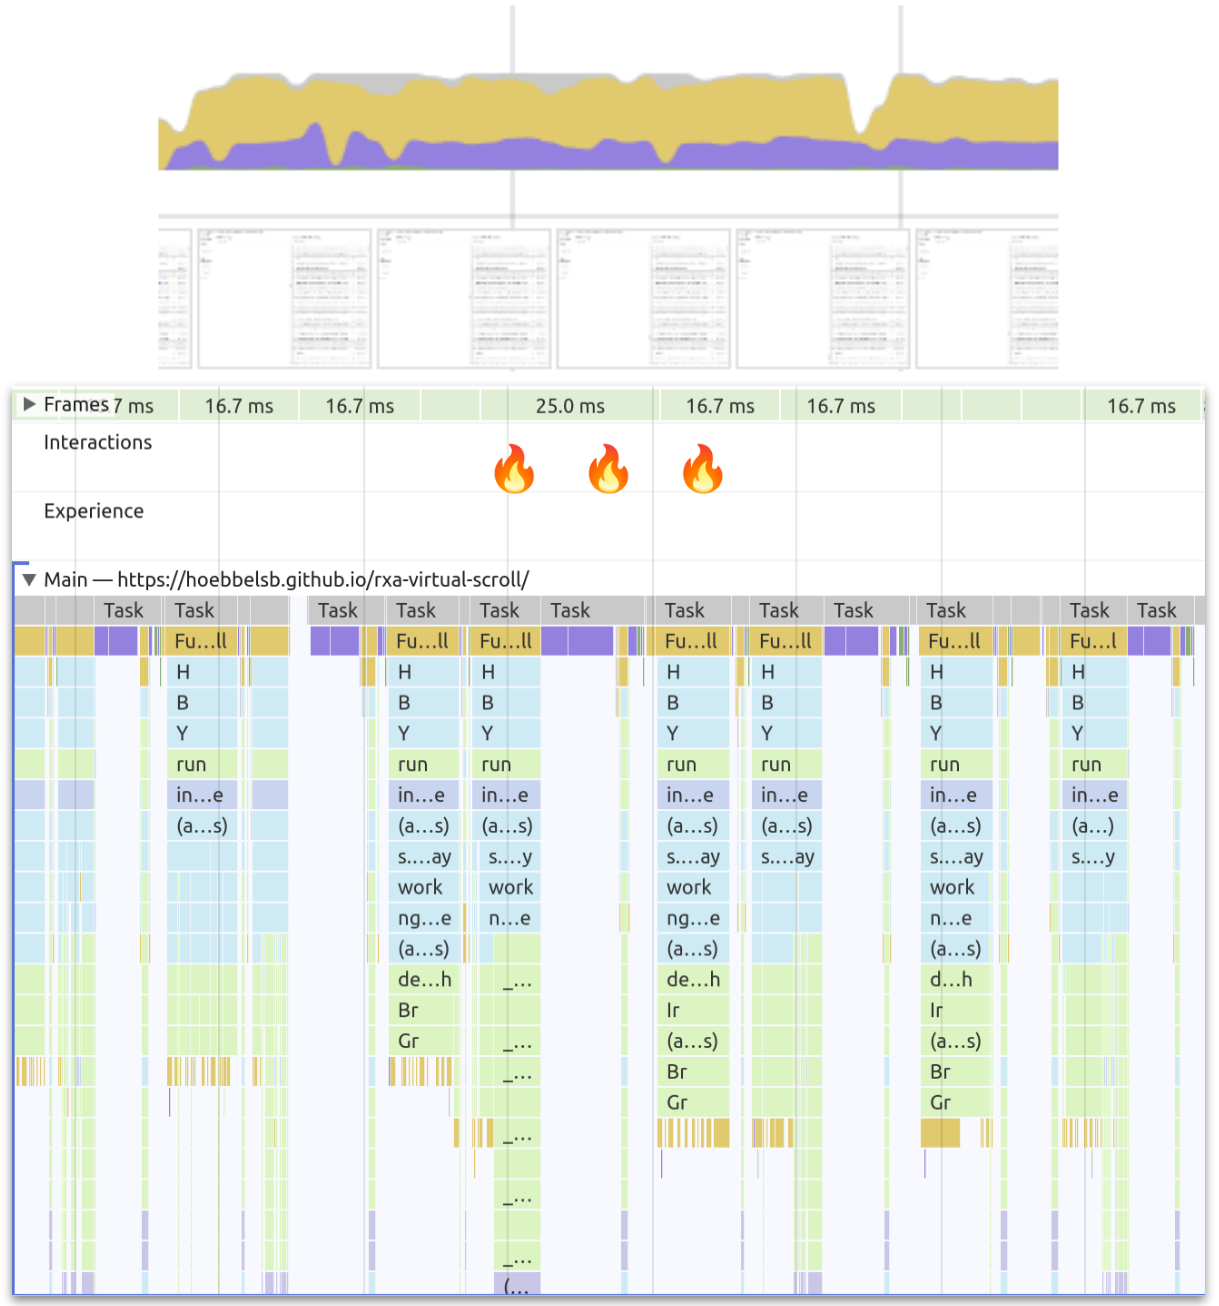 Frames 7 ms 16.7 ms 16.7 ms 25.0 ms 16.7 ms 16.7 ms 16.7 ms
Interactions
Experience
Main — https://hoebbelsb.github.io/rxa-virtual-scroll/
Task Task Task Task Task Task Task Task Task Task Task Task
Fu...ll Fu...ll Fu...ll Fu...ll Fu...ll Fu...ll Fu...l
H H H H H H H
B B B B B B B
Y Y Y Y Y Y Y
run run run run run run run
in...e in...e in...e in...e in...e in...e in...e
(a...s) (a...s) (a...s) (a...s) (a...s) (a...s) (a...)
s....ay s....y s....ay s....ay s....ay s....y
work work work work
ng...e n...e ng...e n...e
(a...s) (a...s) (a...s)
de...h _... de...h d...h
Br Ir Ir
Gr _... (a...s) (a...s)
_... Br Br
Gr Gr
_...
_...
_...
(...